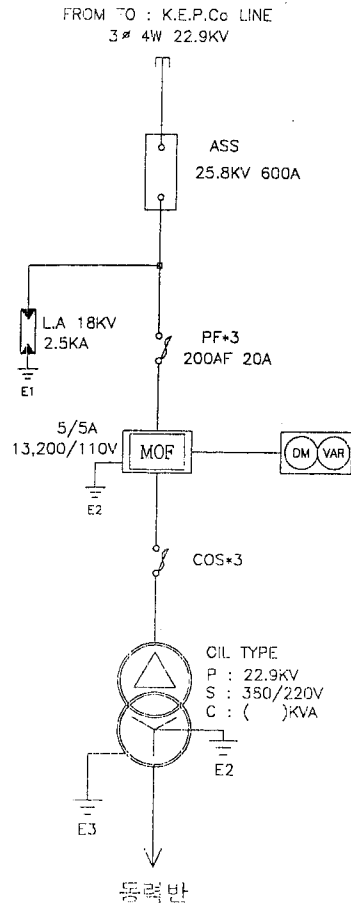 FROM TO : K.E.P.Co LINE
3ø 4W 22.9KV
ASS
25.8KV 600A
L.A 18KV
2.5KA
E1
PF*3
200AF 20A
5/5A
13,200/110V
MOF
DM VAR
E2
COS*3
OIL TYPE
P : 22.9KV
S : 380/220V
C : ( )KVA
E2
E3
동력반